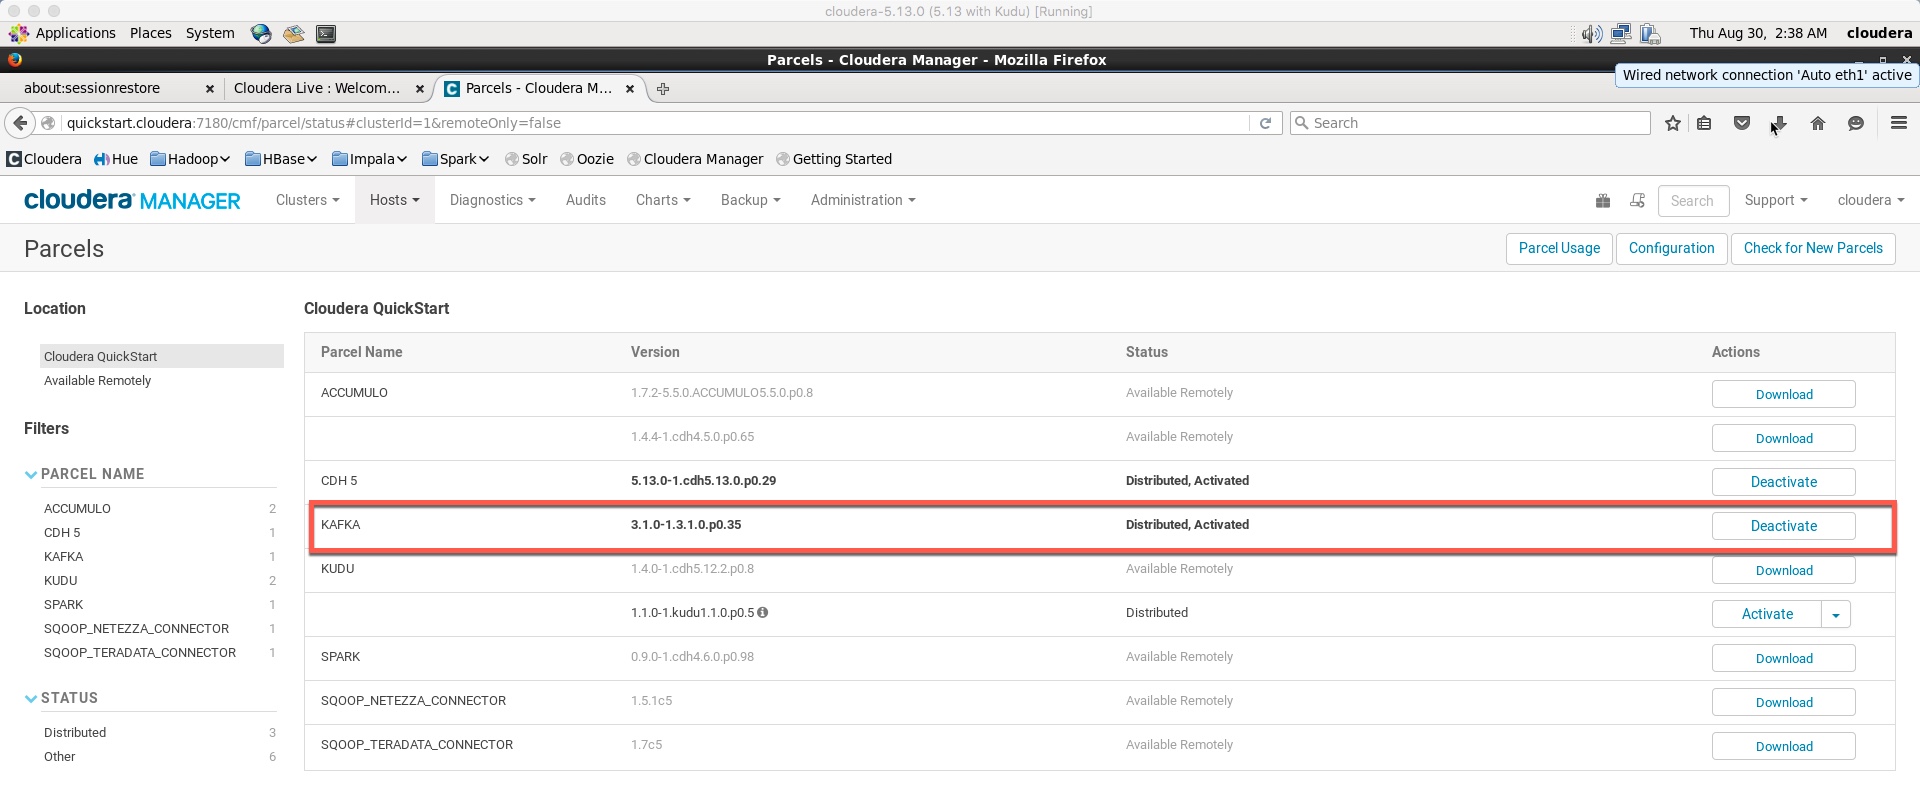 cloudera-5.13.0 (5.13 with Kudu) [Running]
Applications Places System Thu Aug 30, 2:38 AM cloudera
Parcels - Cloudera Manager - Mozilla Firefox
Wired network connection 'Auto eth1' active
about:sessionrestore Cloudera Live : Welcom... Parcels - Cloudera M...
quickstart.cloudera:7180/cmf/parcel/status#clusterId=1&remoteOnly=false Search
Cloudera Hue Hadoop HBase Impala Spark Solr Oozie Cloudera Manager Getting Started
cloudera MANAGER Clusters Hosts Diagnostics Audits Charts Backup Administration Search Support cloudera
Parcels Parcel Usage Configuration Check for New Parcels
Location
Cloudera QuickStart
Available Remotely
Filters
PARCEL NAME
ACCUMULO 2
CDH 5 1
KAFKA 1
KUDU 2
SPARK 1
SQOOP_NETEZZA_CONNECTOR 1
SQOOP_TERADATA_CONNECTOR 1
STATUS
Distributed 3
Other 6
Cloudera QuickStart
Parcel Name Version Status Actions
ACCUMULO 1.7.2-5.5.0.ACCUMULO5.5.0.p0.8 Available Remotely Download
1.4.4-1.cdh4.5.0.p0.65 Available Remotely Download
CDH 5 5.13.0-1.cdh5.13.0.p0.29 Distributed, Activated Deactivate
KAFKA 3.1.0-1.3.1.0.p0.35 Distributed, Activated Deactivate
KUDU 1.4.0-1.cdh5.12.2.p0.8 Available Remotely Download
1.1.0-1.kudu1.1.0.p0.5 Distributed Activate
SPARK 0.9.0-1.cdh4.6.0.p0.98 Available Remotely Download
SQOOP_NETEZZA_CONNECTOR 1.5.1c5 Available Remotely Download
SQOOP_TERADATA_CONNECTOR 1.7c5 Available Remotely Download